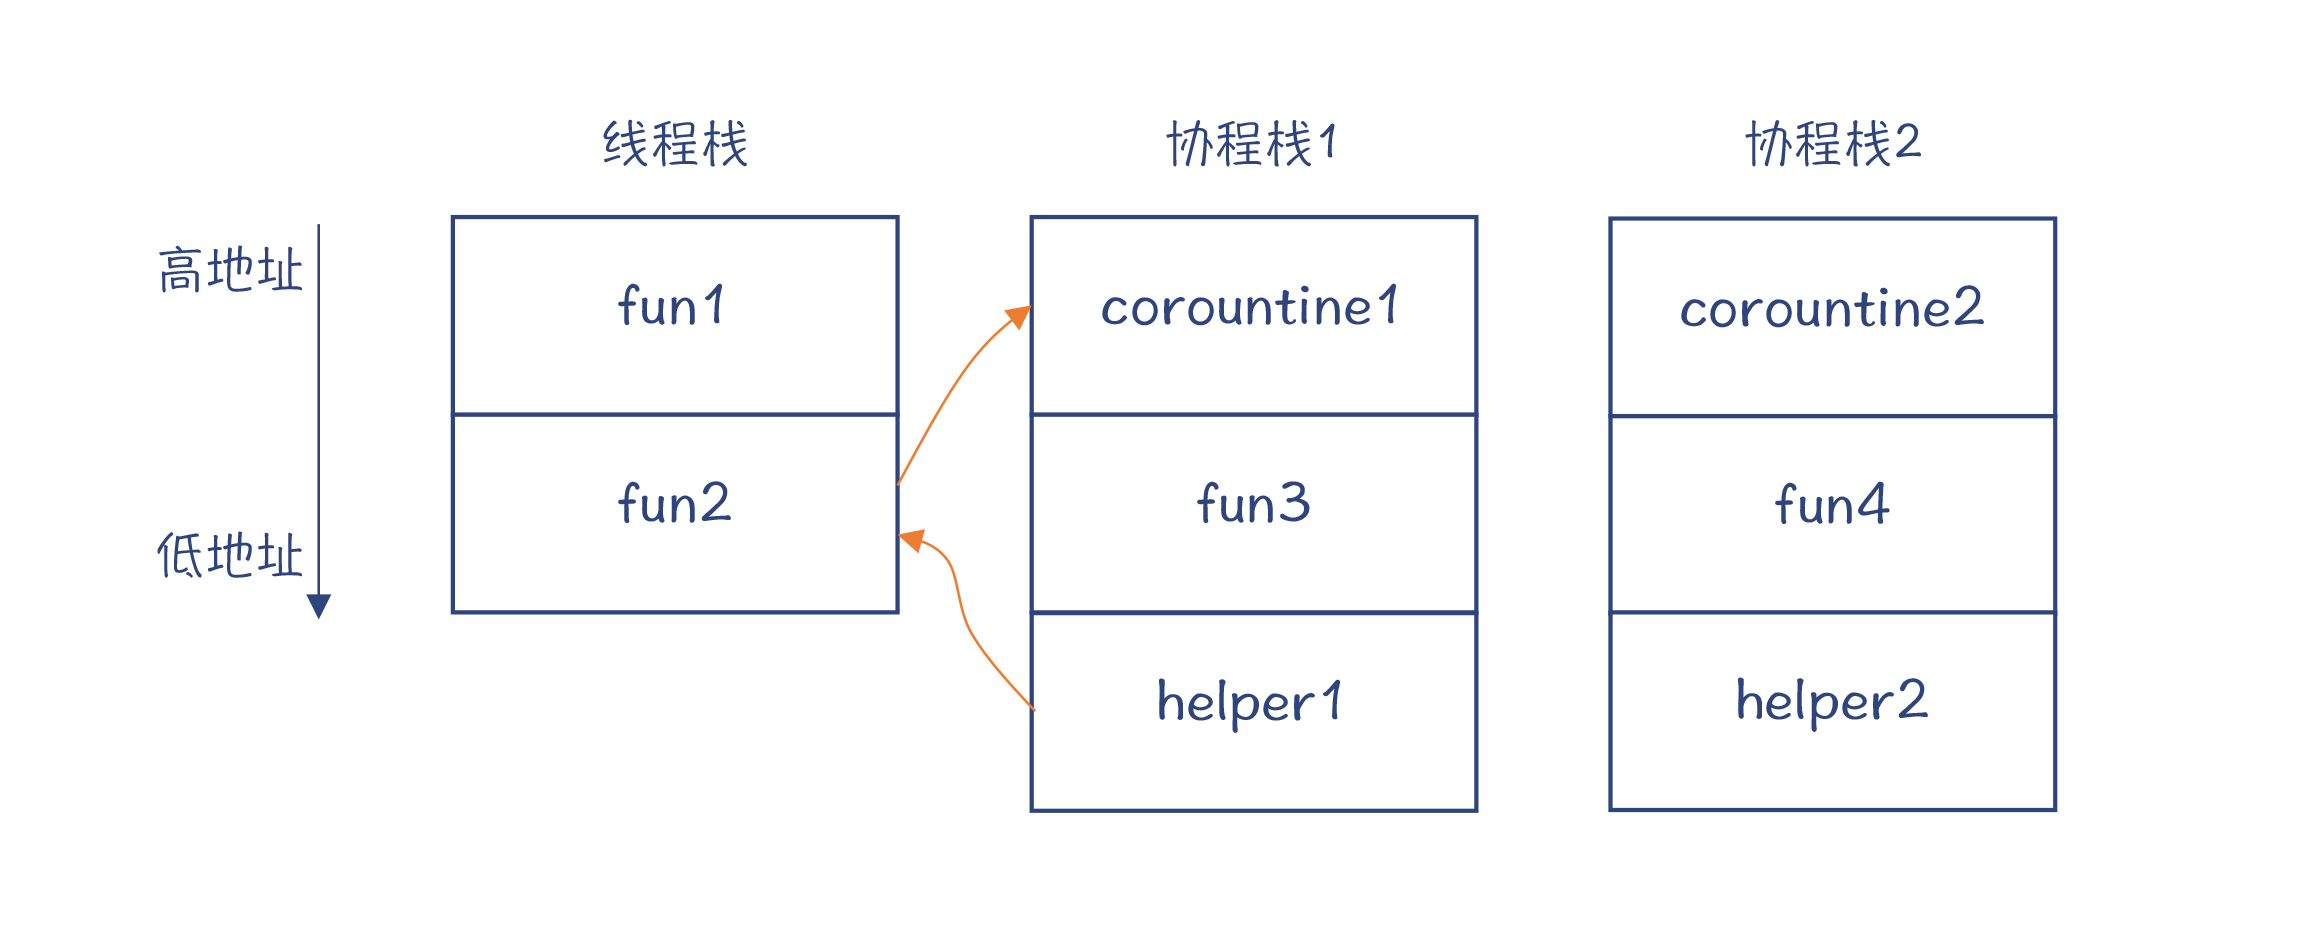 线程栈
协程栈1
协程栈2
高地址
低地址
fun1
fun2
corountine1
fun3
helper1
corountine2
fun4
helper2